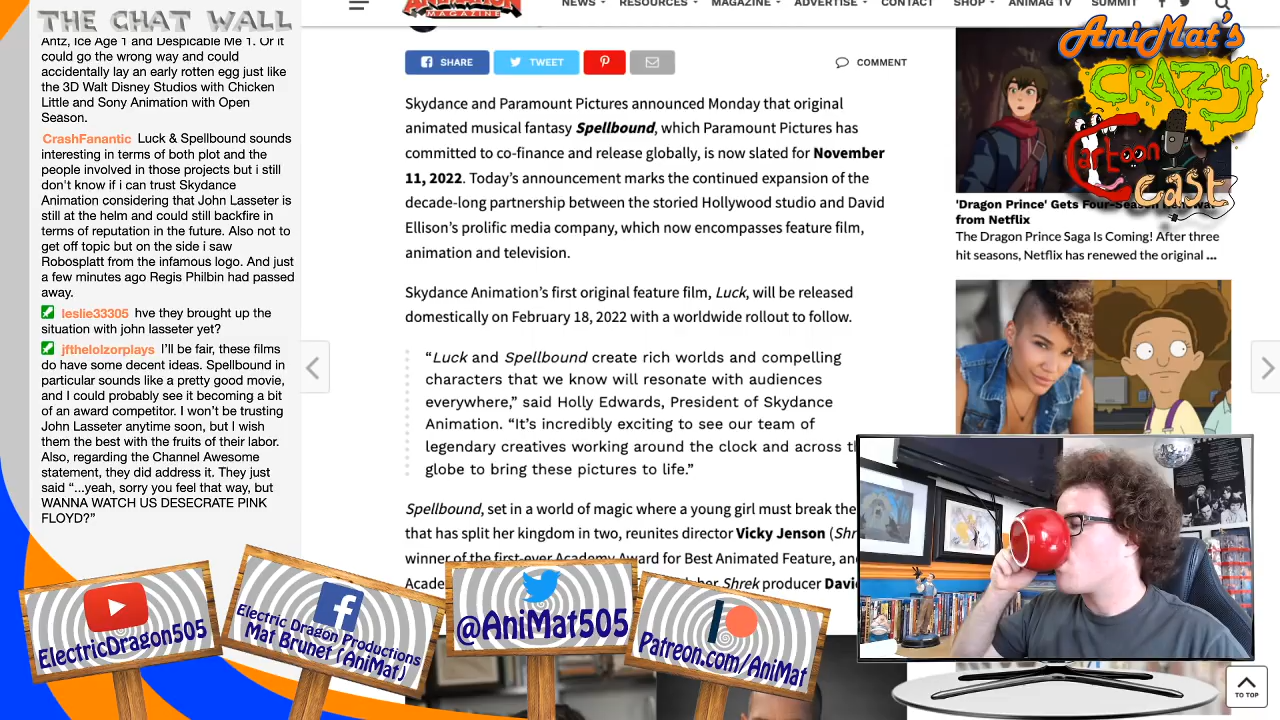 THE CHAT WALL
Antz, Ice Age 1 and Despicable Me 1. Or it
could go the wrong way and could
accidentally lay an early rotten egg just like
the 3D Walt Disney Studios with Chicken
Little and Sony Animation with Open
Season.
CrashFanantic Luck & Spellbound sounds
interesting in terms of both plot and the
people involved in those projects but i still
don't know if i can trust Skydance
Animation considering that John Lasseter is
still at the helm and could still backfire in
terms of reputation in the future. Also not to
get off topic but on the side i saw
Robosplatt from the infamous logo. And just
a few minutes ago Regis Philbin had passed
away.
leslie33305 hve they brought up the
situation with john lasseter yet?
jfthelolzorplays I'll be fair, these films
do have some decent ideas. Spellbound in
particular sounds like a pretty good movie,
and I could probably see it becoming a bit
of an award competitor. I won't be trusting
John Lasseter anytime soon, but I wish
them the best with the fruits of their labor.
Also, regarding the Channel Awesome
statement, they did address it. They just
said "...yeah, sorry you feel that way, but
WANNA WATCH US DESECRATE PINK
FLOYD?"
MAGAZINE
NEWS RESOURCES MAGAZINE ADVERTISE CONTACT SHOP ANIMAG TV SUMMIT
SHARE TWEET COMMENT
Skydance and Paramount Pictures announced Monday that original
animated musical fantasy Spellbound, which Paramount Pictures has
committed to co-finance and release globally, is now slated for November
11, 2022. Today's announcement marks the continued expansion of the
decade-long partnership between the storied Hollywood studio and David
Ellison's prolific media company, which now encompasses feature film,
animation and television.
Skydance Animation's first original feature film, Luck, will be released
domestically on February 18, 2022 with a worldwide rollout to follow.
"Luck and Spellbound create rich worlds and compelling
characters that we know will resonate with audiences
everywhere," said Holly Edwards, President of Skydance
Animation. "It's incredibly exciting to see our team of
legendary creatives working around the clock and across
globe to bring these pictures to life."
Spellbound, set in a world of magic where a young girl must break the
that has split her kingdom in two, reunites director Vicky Jenson
winner of the first-ever Academy Award for Best Animated Feature,
Shrek producer
AniMat's
CRAZY
Cartoon
Cast
'Dragon Prince' Gets Four-Season
from Netflix
The Dragon Prince Saga Is Coming! After three
hit seasons, Netflix has renewed the original ...
ElectricDragon505
Electric Dragon Productions
Mat Brunet (AniMat)
@AniMat505
Patreon.com/AniMat
TO TOP